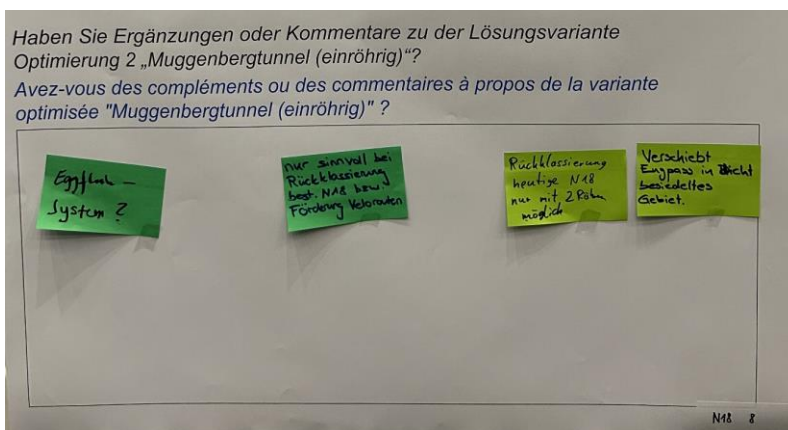 Haben Sie Ergänzungen oder Kommentare zu der Lösungsvariante
Optimierung 2 „Muggenbergtunnel (einröhrig)“?
Avez-vous des compléments ou des commentaires à propos de la variante
optimisée "Muggenbergtunnel (einröhrig)" ?
System ?
nur sinnvoll bei
Rückklassierung
best. N18 bzw
Förderung Velorouten
Rückklassierung
heutige N18
nur mit 2 Röhren
möglich
Verschiebt
Engpass in dicht
besiedeltes
Gebiet.
N18 8